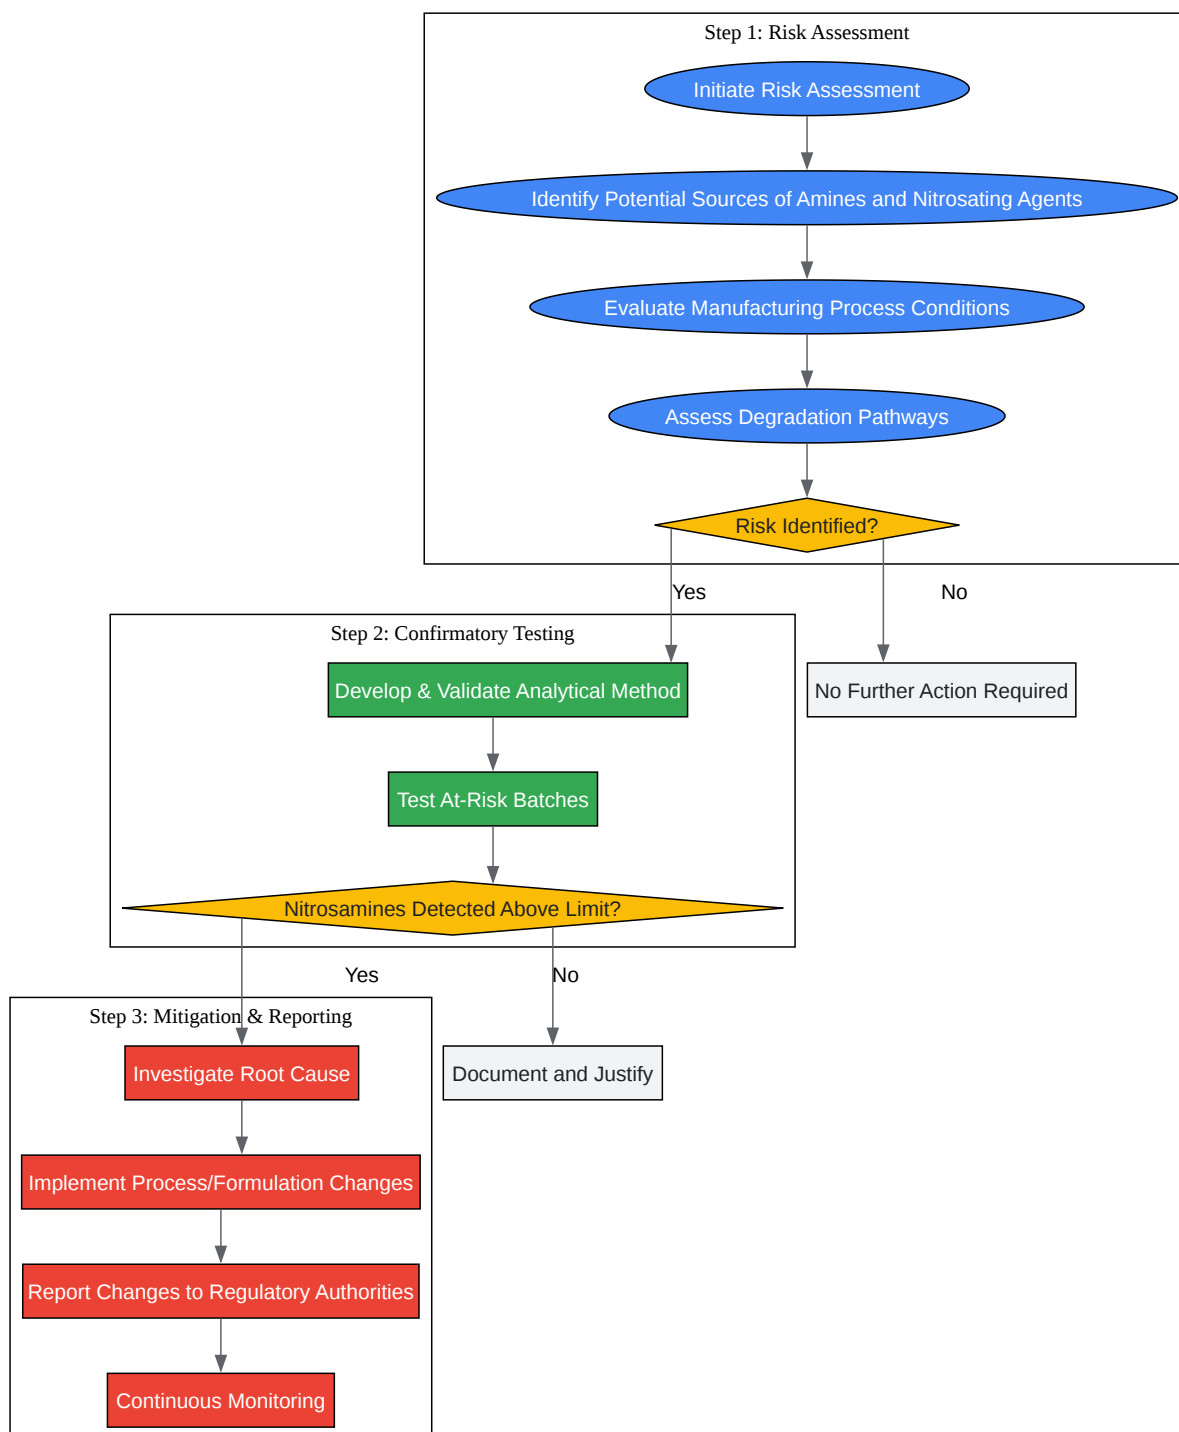 Step 1: Risk Assessment
Initiate Risk Assessment
Identify Potential Sources of Amines and Nitrosating Agents
Evaluate Manufacturing Process Conditions
Assess Degradation Pathways
Risk Identified?
Yes
No
Step 2: Confirmatory Testing
Develop & Validate Analytical Method
No Further Action Required
Test At-Risk Batches
Nitrosamines Detected Above Limit?
Yes
No
Step 3: Mitigation & Reporting
Investigate Root Cause
Document and Justify
Implement Process/Formulation Changes
Report Changes to Regulatory Authorities
Continuous Monitoring